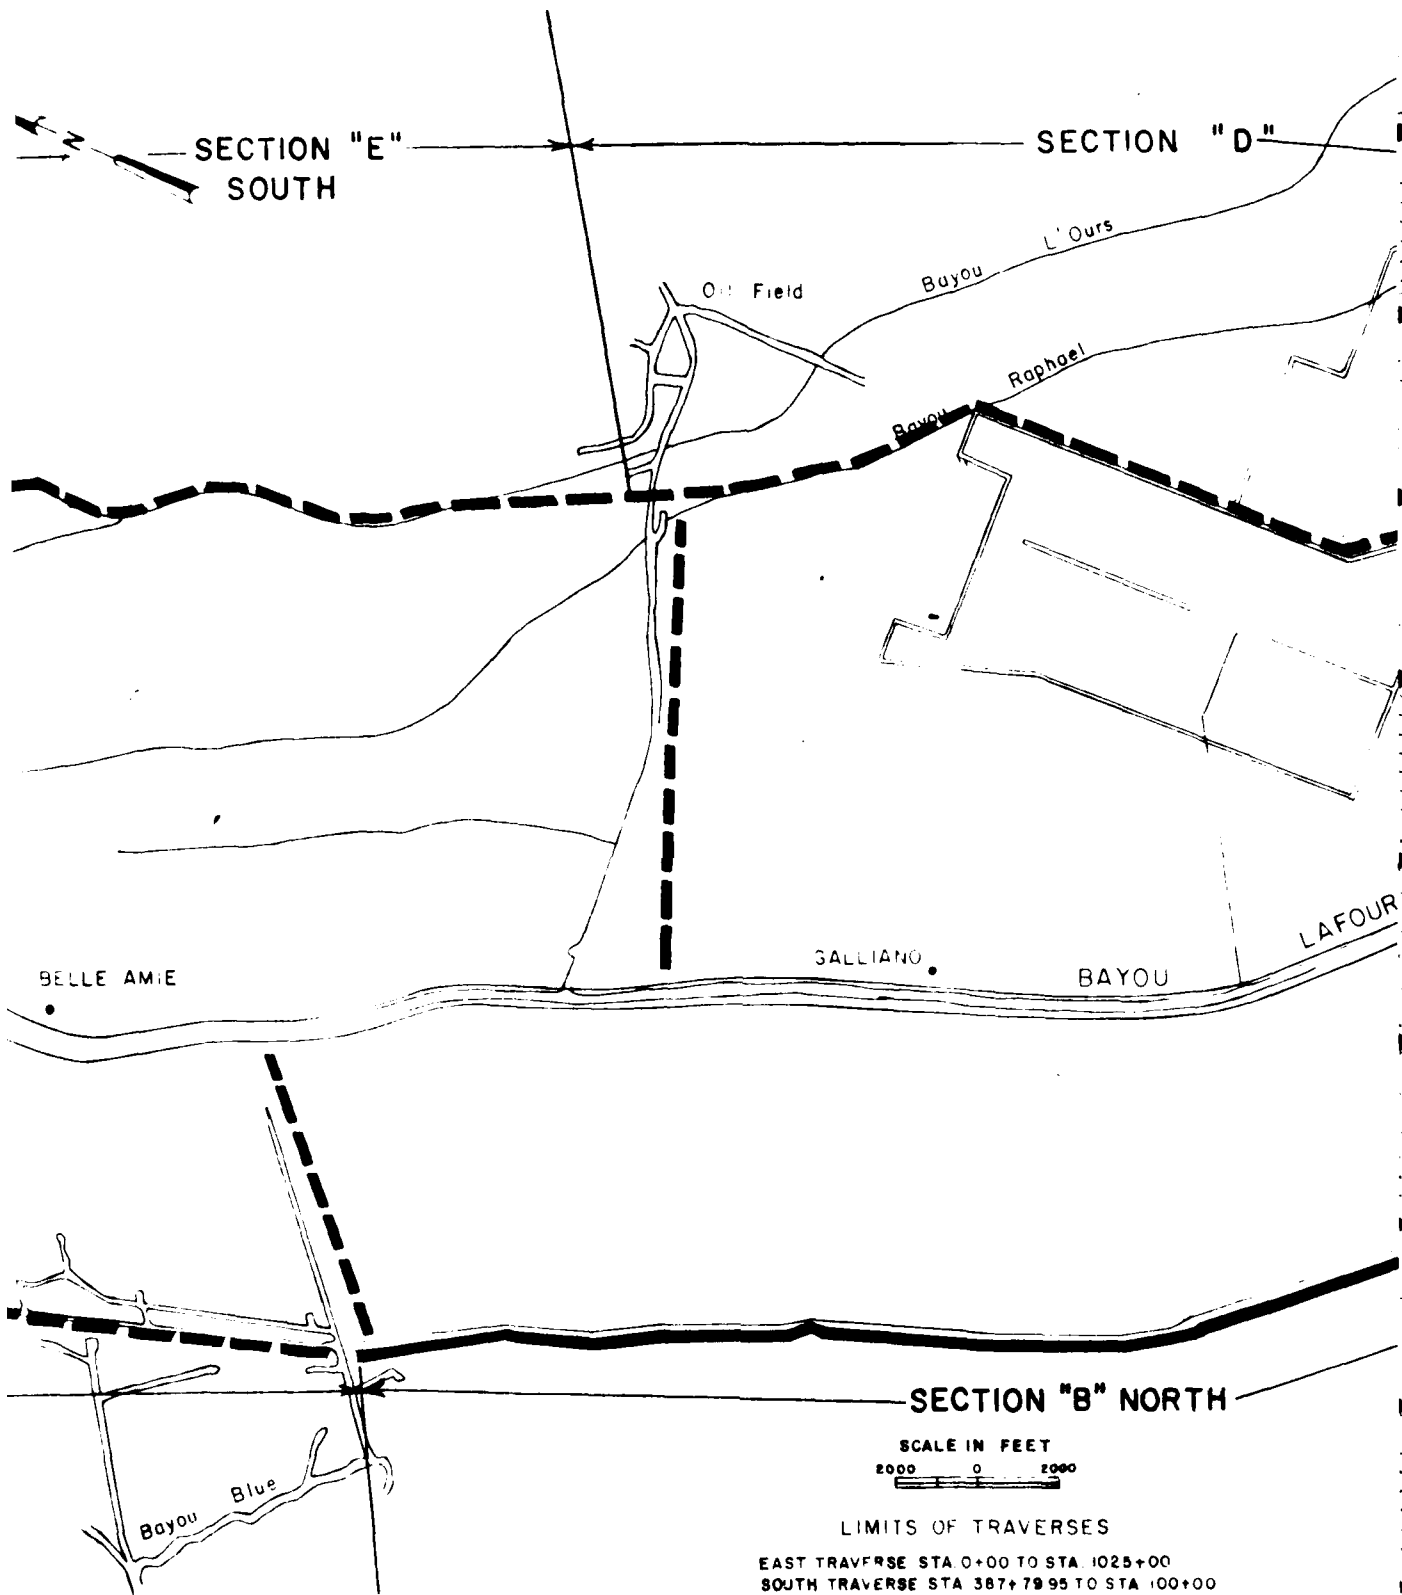 N
SECTION "E"
SOUTH
SECTION "D"
Bayou L'Ours
Oil Field
Bayou Raphael
LAFOUR
GALLIANO
BELLE AMIE
BAYOU
SECTION "B" NORTH
SCALE IN FEET
2000 0 2000
Bayou Blue
LIMITS OF TRAVERSES
EAST TRAVERSE STA. 0+00 TO STA. 1025+00
SOUTH TRAVERSE STA 387+79.95 TO STA 100+00